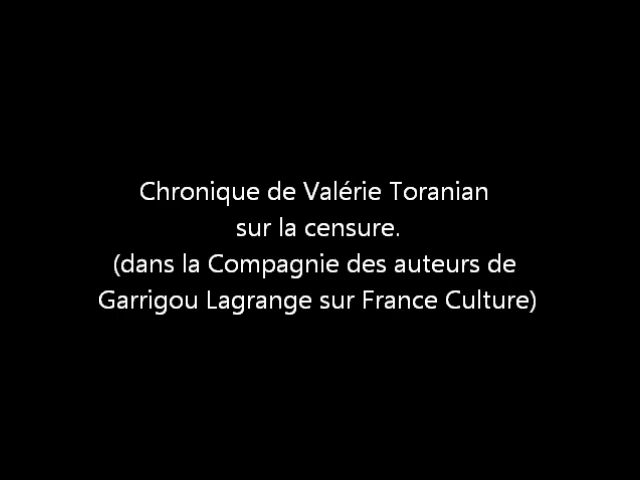 Chronique de Valérie Toranian
sur la censure.
(dans la Compagnie des auteurs de
Garrigou Lagrange sur France Culture)